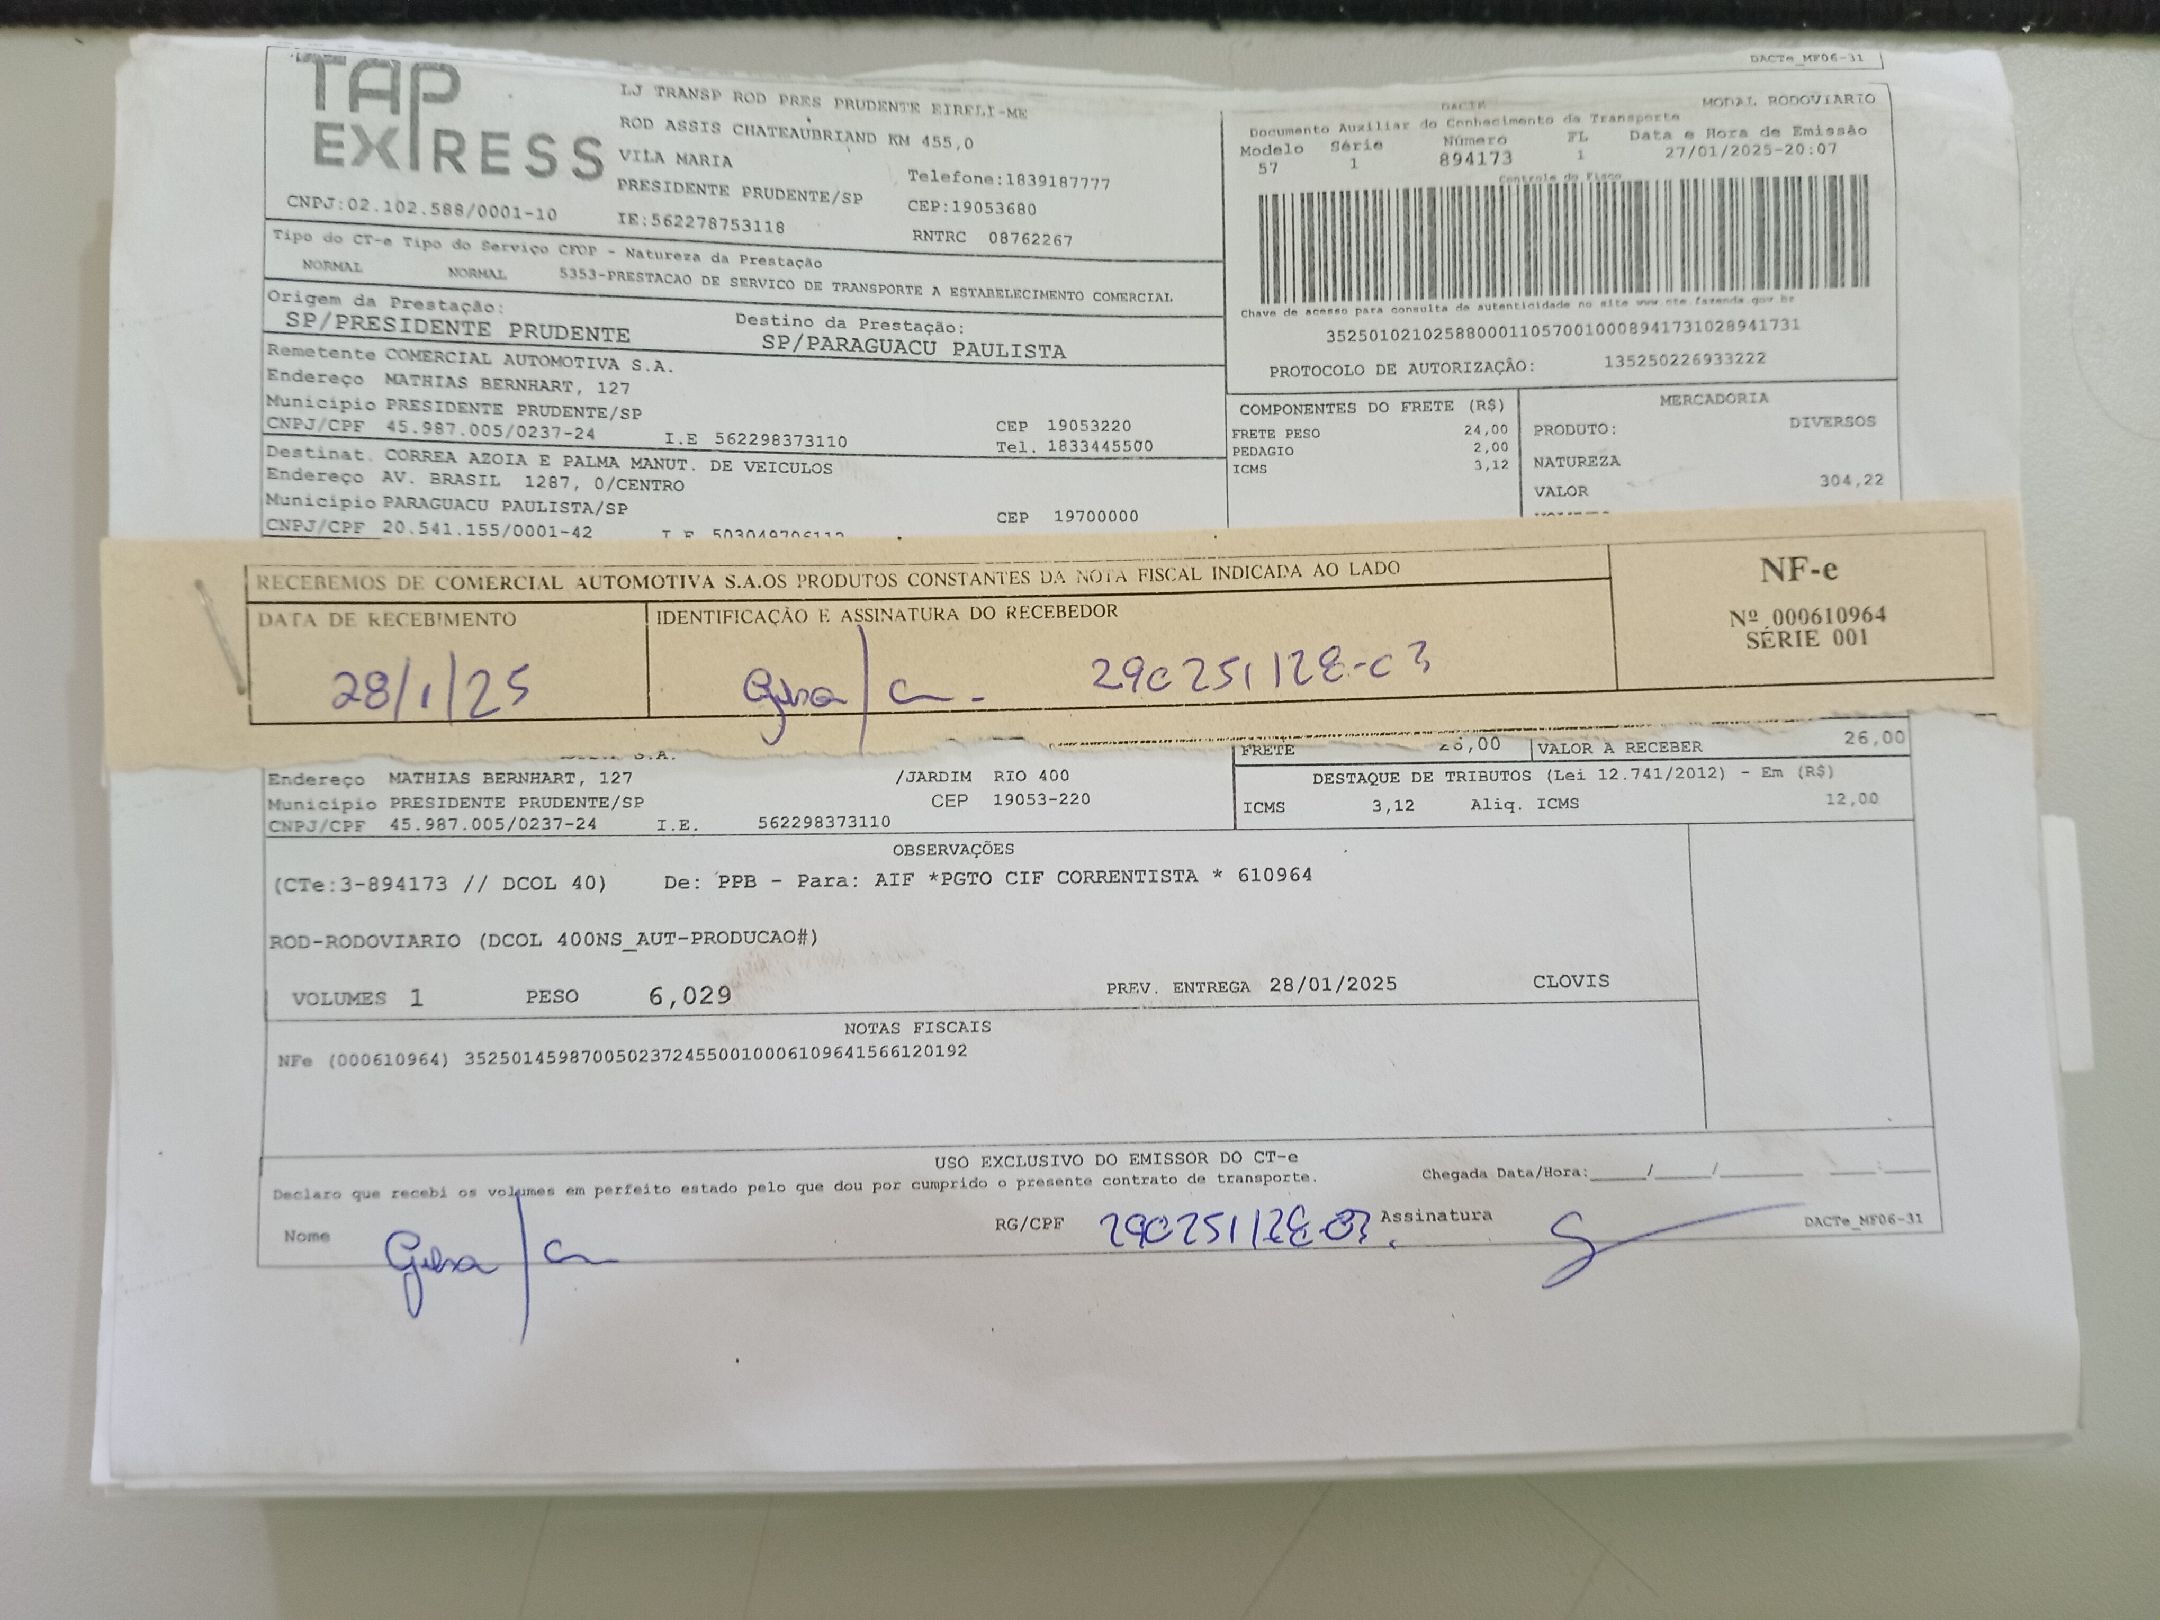 DACTe_MF06-31
TAP EXPRESS
LJ TRANSP ROD PRES PRUDENTE EIRELI-ME
ROD ASSIS CHATEAUBRIAND KM 455,0
VILA MARIA
Telefone:1839187777
PRESIDENTE PRUDENTE/SP
CEP:19053680
CNPJ:02.102.588/0001-10
IE:562278753118
RNTRC 08762267
DACTE
MODAL RODOVIARIO
Documento Auxiliar do Conhecimento de Transporte
Modelo Série Número FL Data e Hora de Emissão
57 1 894173 1 27/01/2025-20:07
Controle do Fisco
Chave de acesso para consulta de autenticidade no site www.cte.fazenda.gov.br
35250102102588000110570010008941731028941731
PROTOCOLO DE AUTORIZAÇÂO: 135250226933222
Tipo do CT-e Tipo do Serviço CFOP - Natureza da Prestação
NORMAL NORMAL 5353-PRESTACAO DE SERVICO DE TRANSPORTE A ESTABELECIMENTO COMERCIAL
Origem da Prestação: Destino da Prestação:
SP/PRESIDENTE PRUDENTE SP/PARAGUACU PAULISTA
Remetente COMERCIAL AUTOMOTIVA S.A.
Endereço MATHIAS BERNHART, 127
Municipio PRESIDENTE PRUDENTE/SP CEP 19053220
CNPJ/CPF 45.987.005/0237-24 I.E 562298373110 Tel. 1833445500
Destinat. CORREA AZOIA E PALMA MANUT. DE VEICULOS
Endereço AV. BRASIL 1287, 0/CENTRO
Municipio PARAGUACU PAULISTA/SP CEP 19700000
CNPJ/CPF 20.541.155/0001-42 I.E 503049706112
COMPONENTES DO FRETE (R$)
FRETE PESO 24,00
PEDAGIO 2,00
ICMS 3,12
MERCADORIA
PRODUTO: DIVERSOS
NATUREZA
VALOR 304,22
RECEBEMOS DE COMERCIAL AUTOMOTIVA S.A.OS PRODUTOS CONSTANTES DA NOTA FISCAL INDICADA AO LADO
DATA DE RECEBIMENTO
28/1/25
IDENTIFICAÇÃO E ASSINATURA DO RECEBEDOR
290251128-03
NF-e
Nº 000610964
SÉRIE 001
S.A.
Endereço MATHIAS BERNHART, 127 /JARDIM RIO 400
Municipio PRESIDENTE PRUDENTE/SP CEP 19053-220
CNPJ/CPF 45.987.005/0237-24 I.E. 562298373110
FRETE 26,00 VALOR A RECEBER 26,00
DESTAQUE DE TRIBUTOS (Lei 12.741/2012) - Em (R$)
ICMS 3,12 Aliq. ICMS 12,00
OBSERVAÇÕES
(CTe:3-894173 // DCOL 40) De: PPB - Para: AIF *PGTO CIF CORRENTISTA * 610964
ROD-RODOVIARIO (DCOL 400NS_AUT-PRODUCAO#)
VOLUMES 1 PESO 6,029 PREV. ENTREGA 28/01/2025 CLOVIS
NOTAS FISCAIS
NFe (000610964) 35250145987005023724550010006109641566120192
USO EXCLUSIVO DO EMISSOR DO CT-e
Declaro que recebi os volumes em perfeito estado pelo que dou por cumprido o presente contrato de transporte.
Chegada Data/Hora:____/____/______ ___:___
Nome
RG/CPF 290251128-03.
Assinatura
DACTe_MF06-31